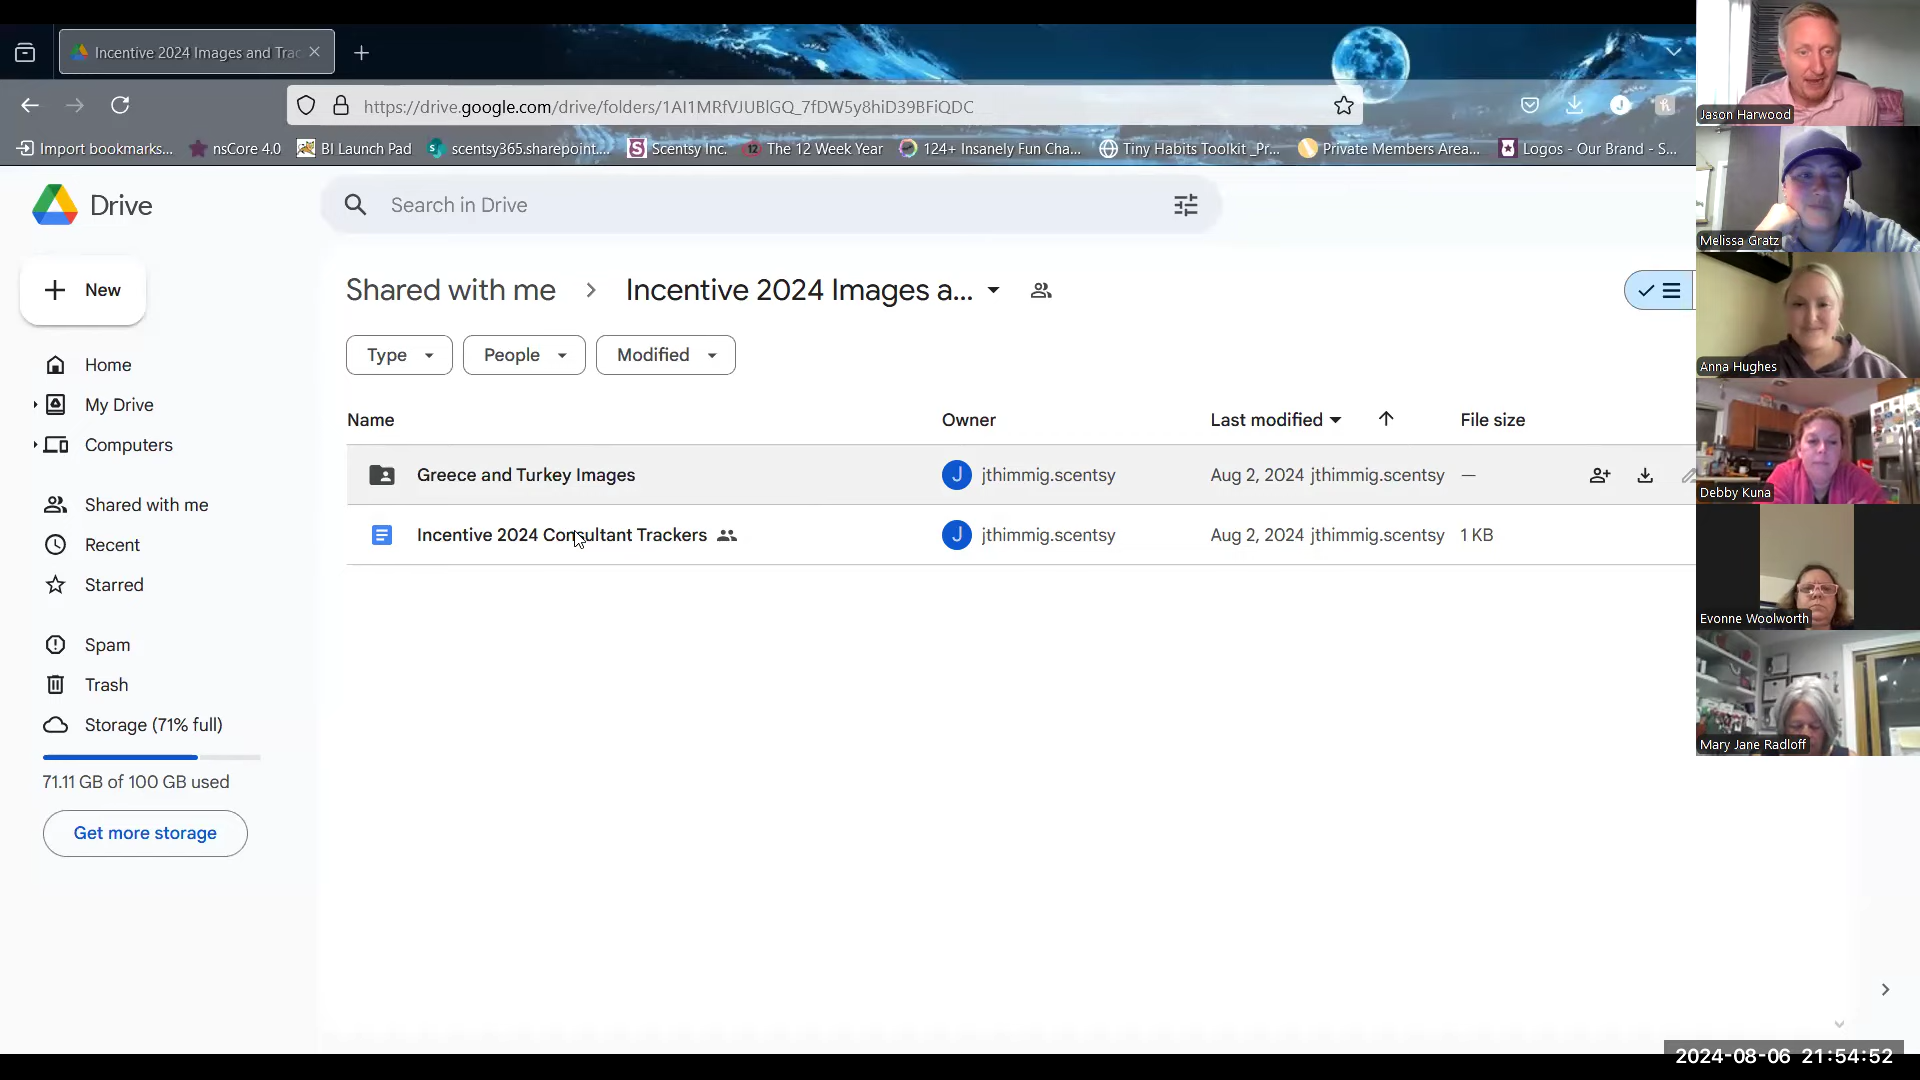 Incentive 2024 Images and Trac
https://drive.google.com/drive/folders/1AI1MRfVJUBlGQ_7fDW5y8hiD39BFiQDC
Import bookmarks...
nsCore 4.0
BI Launch Pad
scentsy365.sharepoint....
Scentsy Inc.
12 The 12 Week Year
124+ Insanely Fun Cha...
Tiny Habits Toolkit _Pr...
Private Members Area...
Logos - Our Brand - S...
Drive
Search in Drive
New
Home
My Drive
Computers
Shared with me
Recent
Starred
Spam
Trash
Storage (71% full)
71.11 GB of 100 GB used
Get more storage
Shared with me > Incentive 2024 Images a...
Type People Modified
Name Owner Last modified File size
Greece and Turkey Images J jthimmig.scentsy Aug 2, 2024 jthimmig.scentsy —
Incentive 2024 Consultant Trackers J jthimmig.scentsy Aug 2, 2024 jthimmig.scentsy 1 KB
Jason Harwood
Melissa Gratz
Anna Hughes
Debby Kuna
Evonne Woolworth
Mary Jane Radloff
2024-08-06 21:54:52